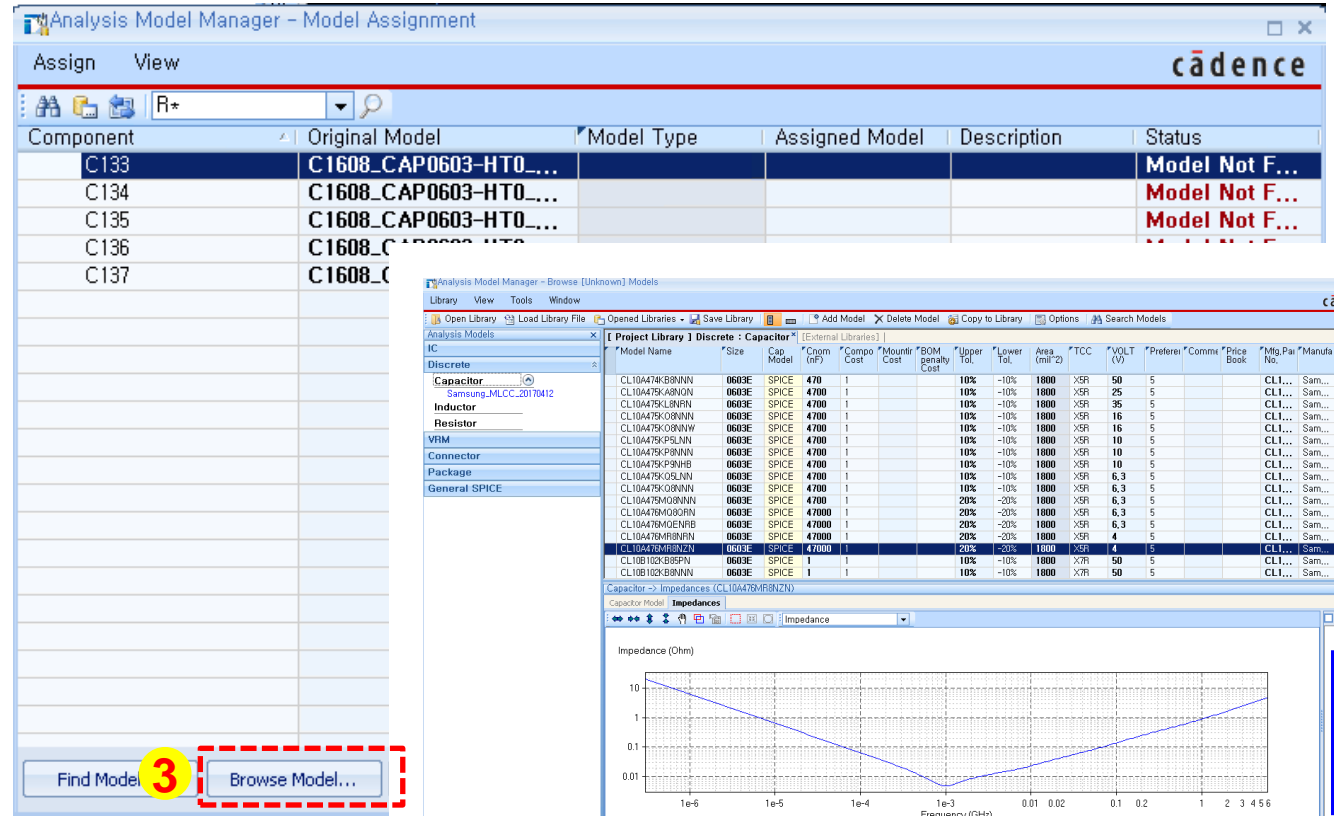 Analysis Model Manager - Model Assignment
Assign View cādence
R*
Component Original Model Model Type Assigned Model Description Status
C133 C1608_CAP0603-HT0_... Model Not F...
C134 C1608_CAP0603-HT0_... Model Not F...
C135 C1608_CAP0603-HT0_... Model Not F...
C136
C137
Find Model
3
Browse Model...
Analysis Model Manager - Browse [Unknown] Models
Library View Tools Window
Open Library Load Library File Opened Libraries Save Library Add Model Delete Model Copy to Library Options Search Models
Analysis Models
IC
Discrete
Capacitor
Samsung_MLCC_20170412
Inductor
Resistor
VRM
Connector
Package
General SPICE
[ Project Library ] Discrete : Capacitor [External Libraries]
Model Name Size Cap Model Cnom (nF) Compo Cost Mountir Cost BOM penalty Cost Upper Tol. Lower Tol. Area (mil^2) TCC VOLT (V) Preferer Comme Price Book Mfg,Par No. Manufa
CL10A474KB8NNN 0603E SPICE 470 1 10% -10% 1800 X5R 50 5 CL1... Sam...
CL10A475KA8NQN 0603E SPICE 4700 1 10% -10% 1800 X5R 25 5 CL1... Sam...
CL10A475KL8NRN 0603E SPICE 4700 1 10% -10% 1800 X5R 35 5 CL1... Sam...
CL10A475KO8NNN 0603E SPICE 4700 1 10% -10% 1800 X5R 16 5 CL1... Sam...
CL10A475KO8NNW 0603E SPICE 4700 1 10% -10% 1800 X5R 16 5 CL1... Sam...
CL10A475KP5LNN 0603E SPICE 4700 1 10% -10% 1800 X5R 10 5 CL1... Sam...
CL10A475KP8NNN 0603E SPICE 4700 1 10% -10% 1800 X5R 10 5 CL1... Sam...
CL10A475KP9NHB 0603E SPICE 4700 1 10% -10% 1800 X5R 10 5 CL1... Sam...
CL10A475KQ5LNN 0603E SPICE 4700 1 10% -10% 1800 X5R 6,3 5 CL1... Sam...
CL10A475KQ8NNN 0603E SPICE 4700 1 10% -10% 1800 X5R 6,3 5 CL1... Sam...
CL10A475MQ8NNN 0603E SPICE 4700 1 20% -20% 1800 X5R 6,3 5 CL1... Sam...
CL10A476MQ8QRN 0603E SPICE 47000 1 20% -20% 1800 X5R 6,3 5 CL1... Sam...
CL10A476MQENRB 0603E SPICE 47000 1 20% -20% 1800 X5R 6,3 5 CL1... Sam...
CL10A476MR8NRN 0603E SPICE 47000 1 20% -20% 1800 X5R 4 5 CL1... Sam...
CL10A476MR8NZN 0603E SPICE 47000 1 20% -20% 1800 X5R 4 5 CL1... Sam...
CL10B102KB85PN 0603E SPICE 1 1 10% -10% 1800 X7R 50 5 CL1... Sam...
CL10B102KB8NNN 0603E SPICE 1 1 10% -10% 1800 X7R 50 5 CL1... Sam...
Capacitor -> Impedances (CL10A476MR8NZN)
Capacitor Model Impedances
Impedance
Impedance (Ohm)
10
1
0.1
0.01
1e-6 1e-5 1e-4 1e-3 0.01 0.02 0.1 0.2 1 2 3 4 5 6
Frequency (GHz)